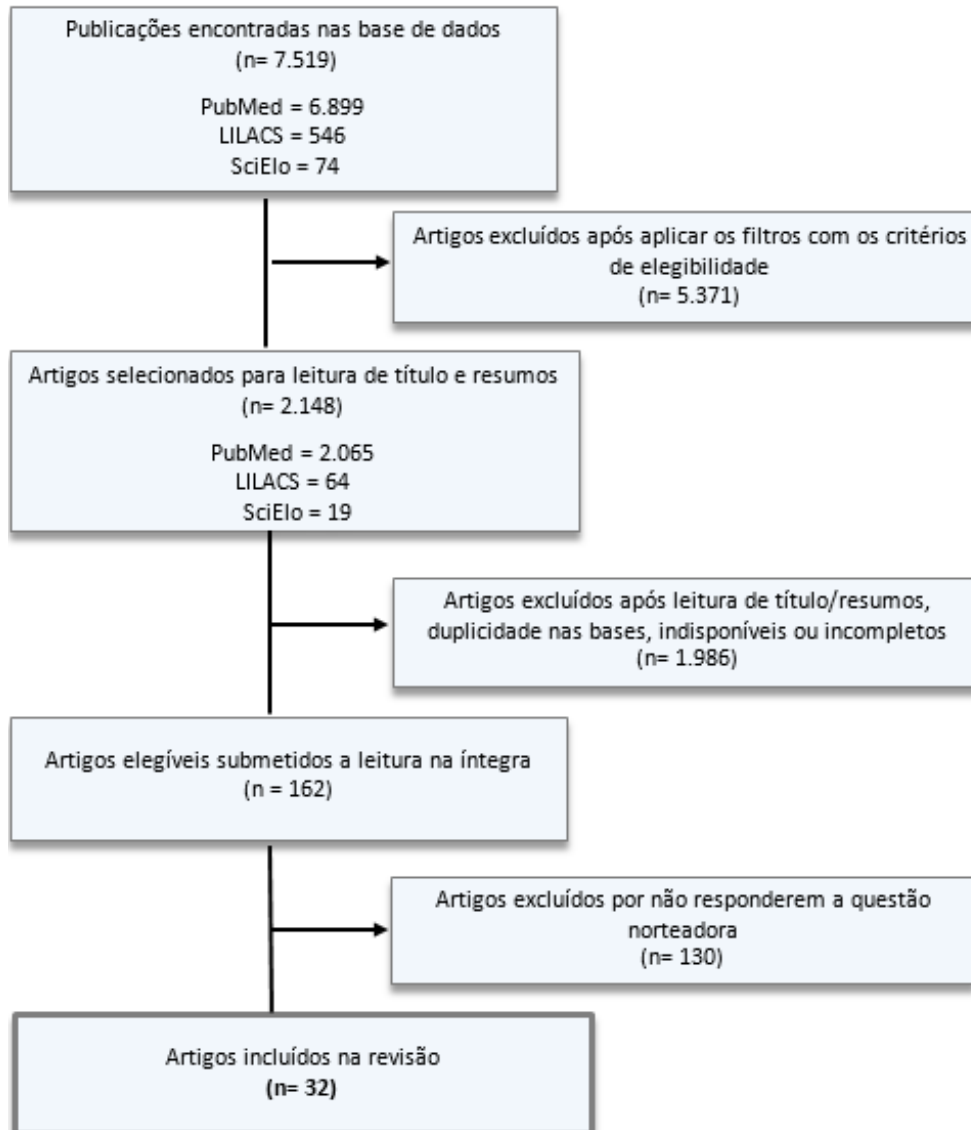 Publicações encontradas nas base de dados
(n= 7.519)
PubMed = 6.899
LILACS = 546
SciElo = 74
Artigos excluídos após aplicar os filtros com os critérios
de elegibilidade
(n= 5.371)
Artigos selecionados para leitura de título e resumos
(n= 2.148)
PubMed = 2.065
LILACS = 64
SciElo = 19
Artigos excluídos após leitura de título/resumos,
duplicidade nas bases, indisponíveis ou incompletos
(n= 1.986)
Artigos elegíveis submetidos a leitura na íntegra
(n = 162)
Artigos excluídos por não responderem a questão
norteadora
(n= 130)
Artigos incluídos na revisão
(n= 32)